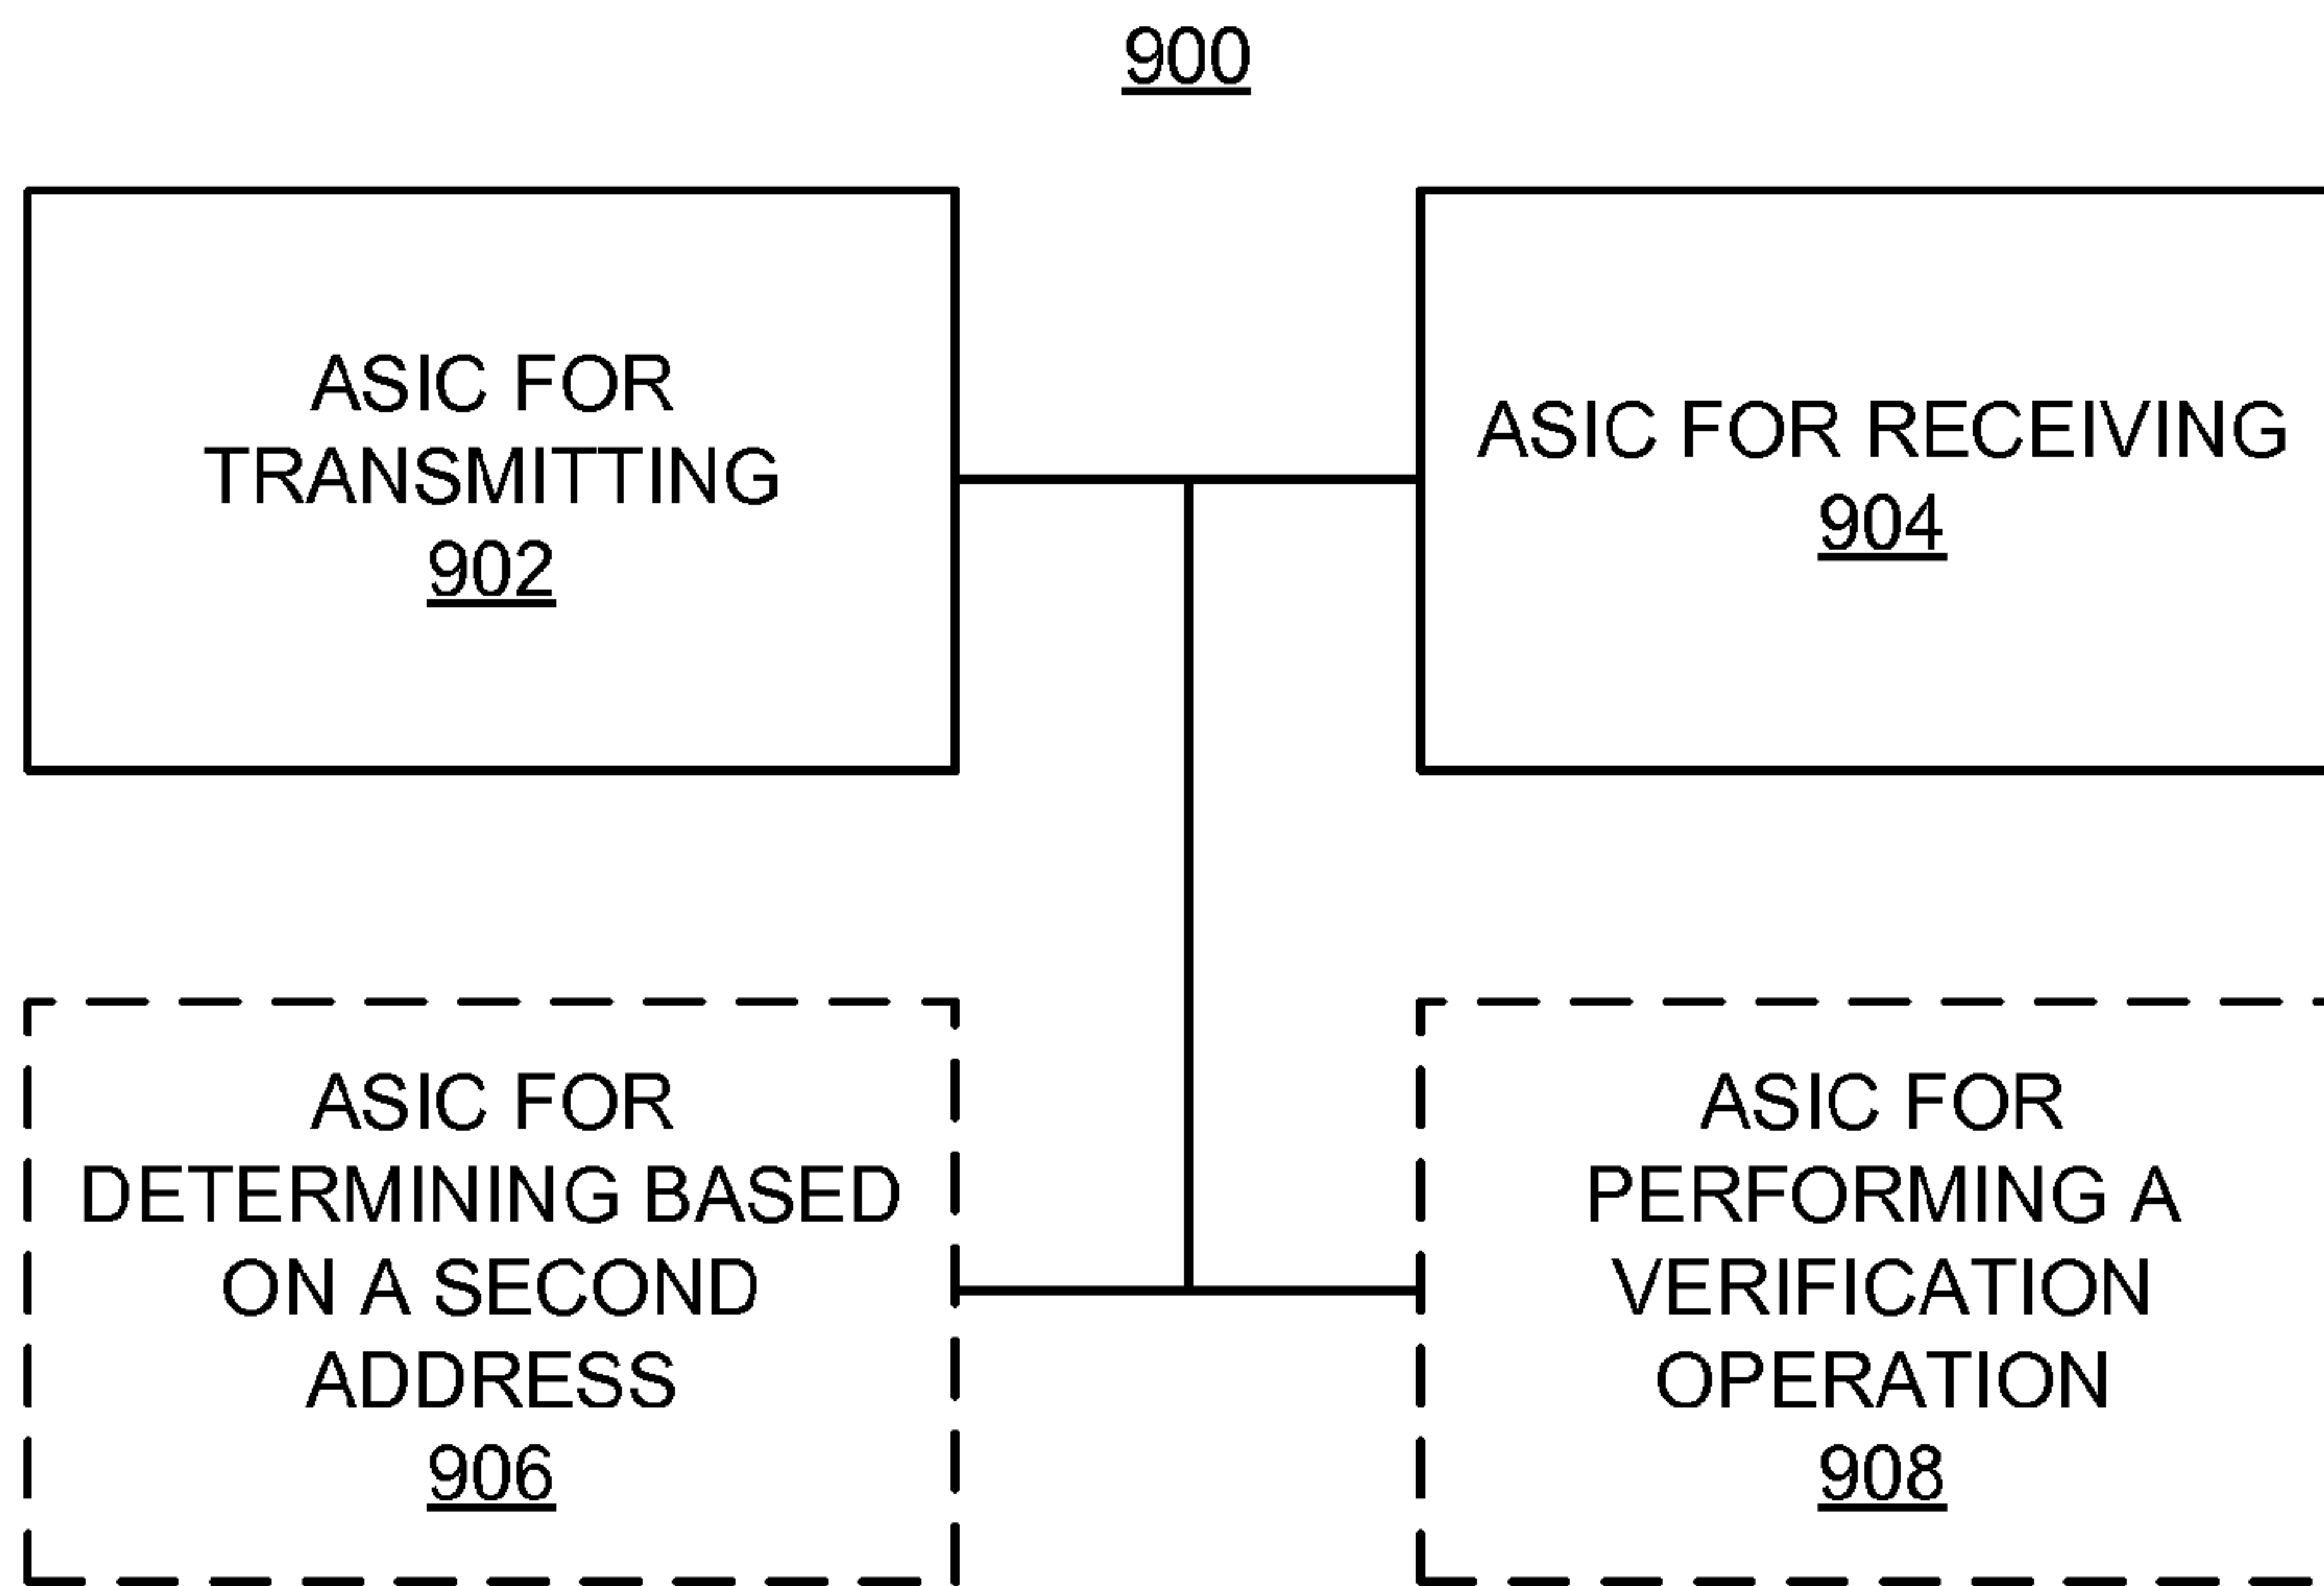 900
ASIC FOR
TRANSMITTING
902
ASIC FOR RECEIVING
904
ASIC FOR
DETERMINING BASED
ON A SECOND
ADDRESS
906
ASIC FOR
PERFORMING A
VERIFICATION
OPERATION
908